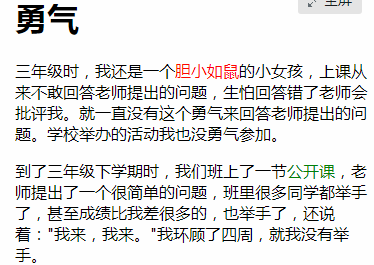 全屏
勇气
三年级时，我还是一个胆小如鼠的小女孩，上课从
来不敢回答老师提出的问题，生怕回答错了老师会
批评我。就一直没有这个勇气来回答老师提出的问
题。学校举办的活动我也没勇气参加。
到了三年级下学期时，我们班上了一节公开课，老
师提出了一个很简单的问题，班里很多同学都举手
了，甚至成绩比我差很多的，也举手了，还说
着："我来，我来。"我环顾了四周，就我没有举
手。